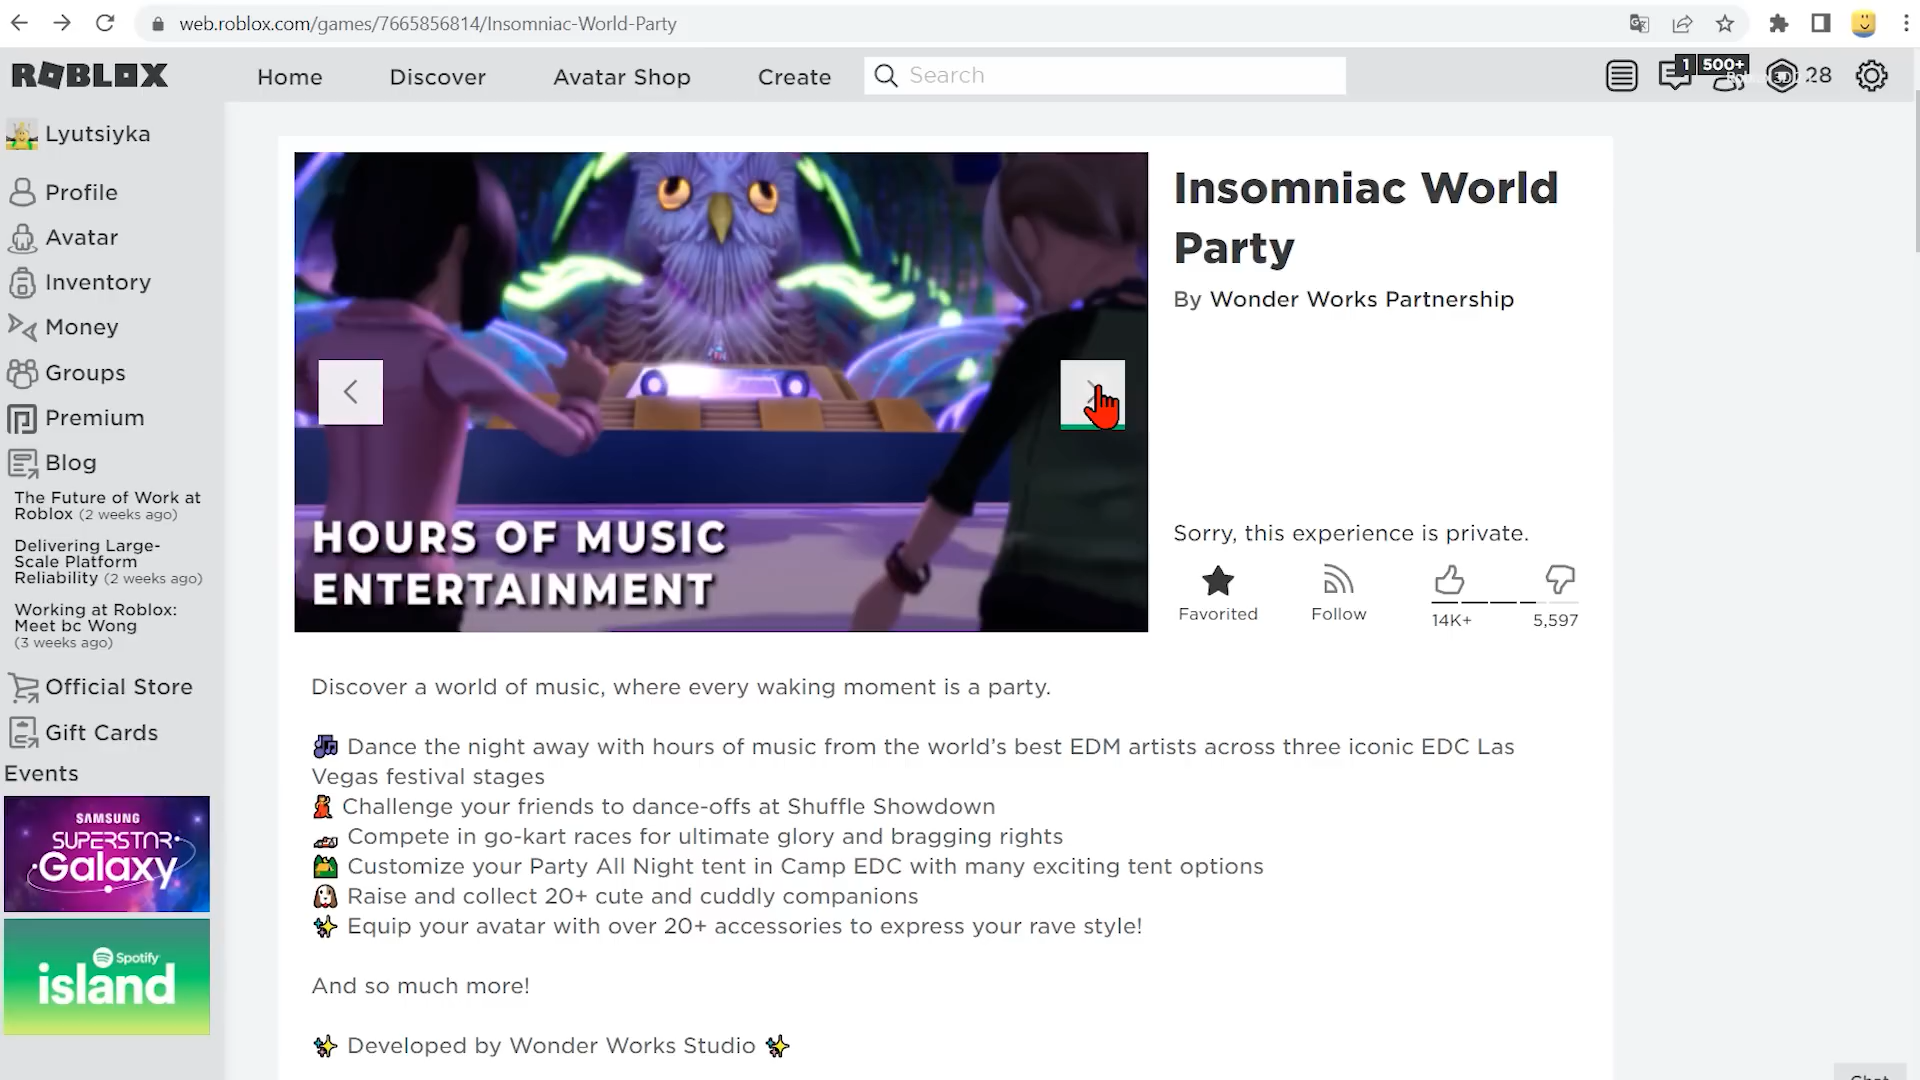 web.roblox.com/games/7665856814/Insomniac-World-Party
ROBLOX
Home
Discover
Avatar Shop
Create
Search
1
500+
28
Lyutsiyka
Profile
Avatar
Inventory
Money
Groups
Premium
Blog
The Future of Work at
Roblox (2 weeks ago)
Delivering Large-
Scale Platform
Reliability (2 weeks ago)
Working at Roblox:
Meet bc Wong
(3 weeks ago)
Official Store
Gift Cards
Events
SAMSUNG
SUPERSTAR
Galaxy
Spotify
island
HOURS OF MUSIC
ENTERTAINMENT
Insomniac World
Party
By Wonder Works Partnership
Sorry, this experience is private.
Favorited
Follow
14K+
5,597
Discover a world of music, where every waking moment is a party.
🎶 Dance the night away with hours of music from the world’s best EDM artists across three iconic EDC Las
Vegas festival stages
💃 Challenge your friends to dance-offs at Shuffle Showdown
🏎️ Compete in go-kart races for ultimate glory and bragging rights
🏕️ Customize your Party All Night tent in Camp EDC with many exciting tent options
🐶 Raise and collect 20+ cute and cuddly companions
✨ Equip your avatar with over 20+ accessories to express your rave style!
And so much more!
✨ Developed by Wonder Works Studio ✨